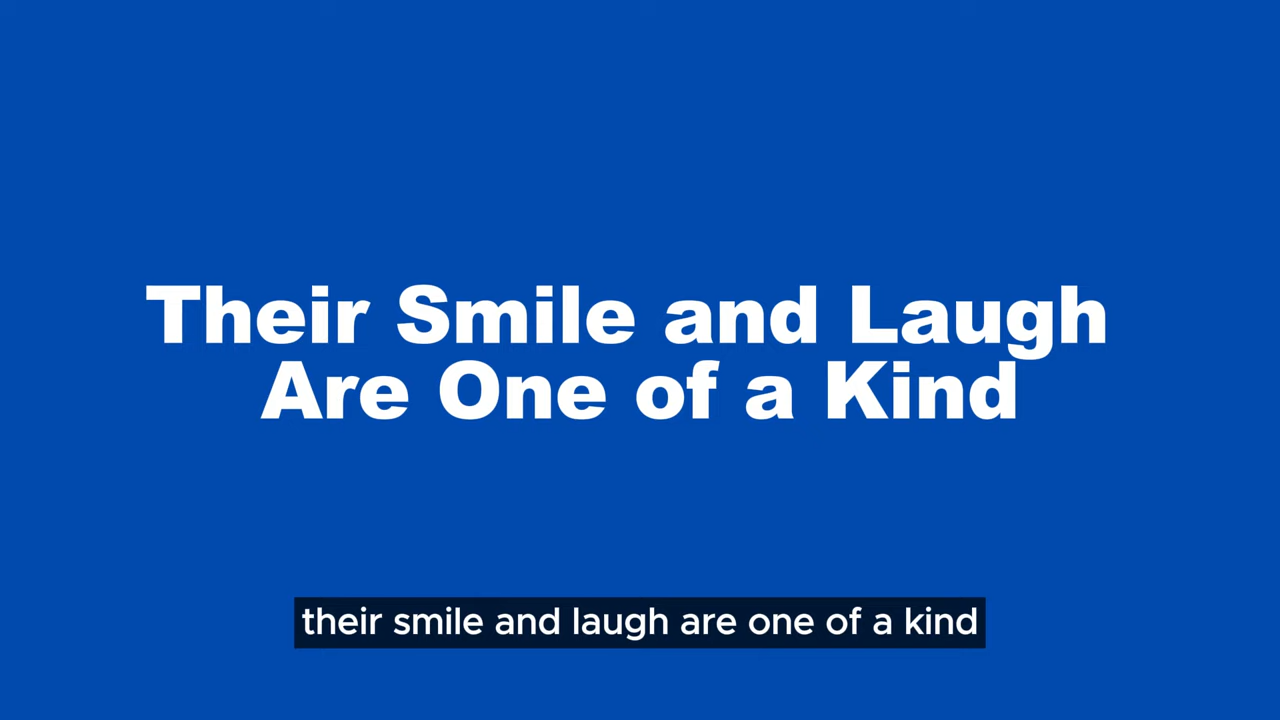 Their Smile and Laugh
Are One of a Kind
their smile and laugh are one of a kind